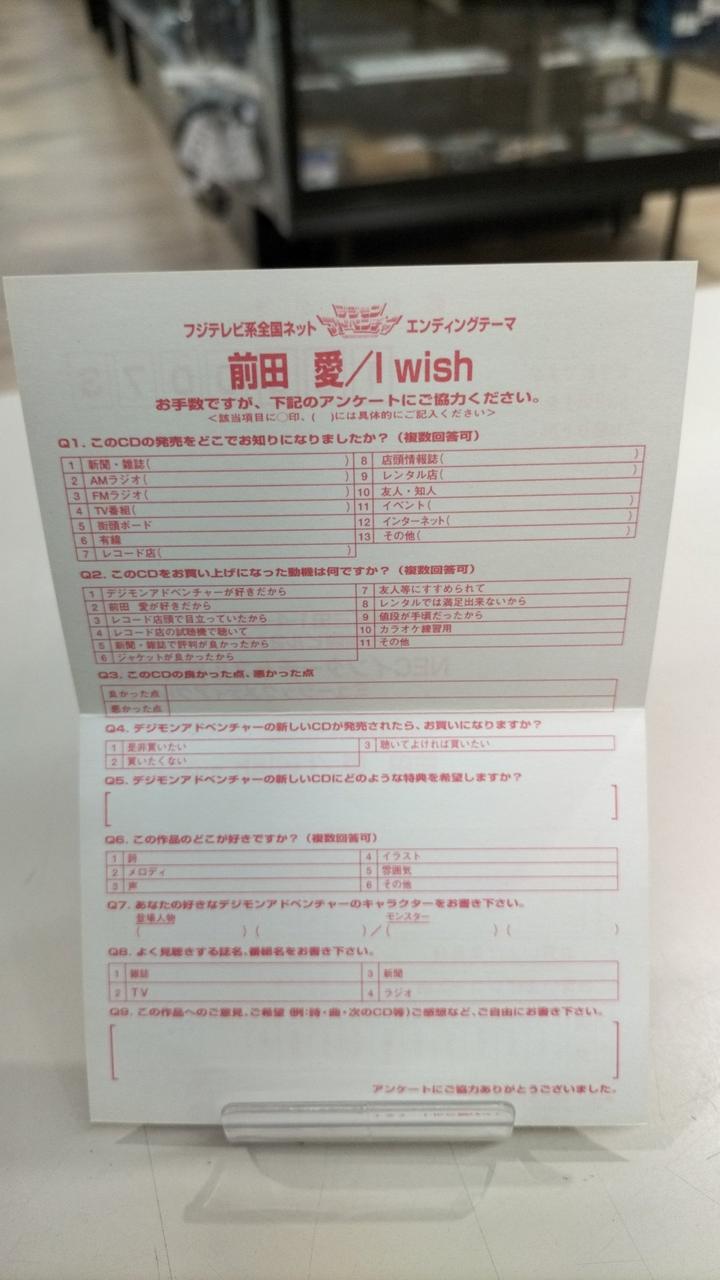 フジテレビ系全国ネット デジモンアドベンチャー エンディングテーマ
前田 愛／I wish
お手数ですが、下記のアンケートにご協力ください。
＜該当項目に○印、(　)には具体的にご記入ください＞
Q1. このCDの発売をどこでお知りになりましたか？（複数回答可）
1 新聞・雑誌(　) 8 店頭情報誌(　)
2 AMラジオ(　) 9 レンタル店(　)
3 FMラジオ(　) 10 友人・知人
4 TV番組(　) 11 イベント(　)
5 街頭ボード 12 インターネット(　)
6 有線 13 その他(　)
7 レコード店(　)
Q2. このCDをお買い上げになった動機は何ですか？（複数回答可）
1 デジモンアドベンチャーが好きだから 7 友人等にすすめられて
2 前田 愛が好きだから 8 レンタルでは満足出来ないから
3 レコード店頭で目立っていたから 9 値段が手頃だったから
4 レコード店の試聴機で聴いて 10 カラオケ練習用
5 新聞・雑誌で評判が良かったから 11 その他
6 ジャケットが良かったから
Q3. このCDの良かった点、悪かった点
良かった点
悪かった点
Q4. デジモンアドベンチャーの新しいCDが発売されたら、お買いになりますか？
1 是非買いたい 3 聴いてよければ買いたい
2 買いたくない
Q5. デジモンアドベンチャーの新しいCDにどのような特典を希望しますか？
Q6. この作品のどこが好きですか？（複数回答可）
1 詩 4 イラスト
2 メロディ 5 雰囲気
3 声 6 その他
Q7. あなたの好きなデジモンアドベンチャーのキャラクターをお書き下さい。
登場人物 モンスター
(　) (　)／(　) (　)
Q8. よく見聴きする誌名、番組名をお書き下さい。
1 雑誌 3 新聞
2 TV 4 ラジオ
Q9. この作品へのご意見、ご希望（例：詩・曲・次のCD等）ご感想など、ご自由にお書き下さい。
アンケートにご協力ありがとうございました。